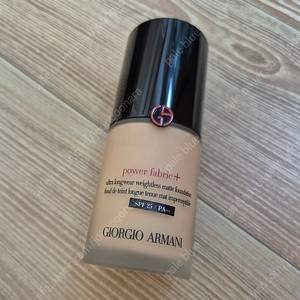 power fabric+
ultra longwear weightless matte foundation
fond de teint longue tenue mat imperceptible
SPF 25 / PA++
GIORGIO ARMANI